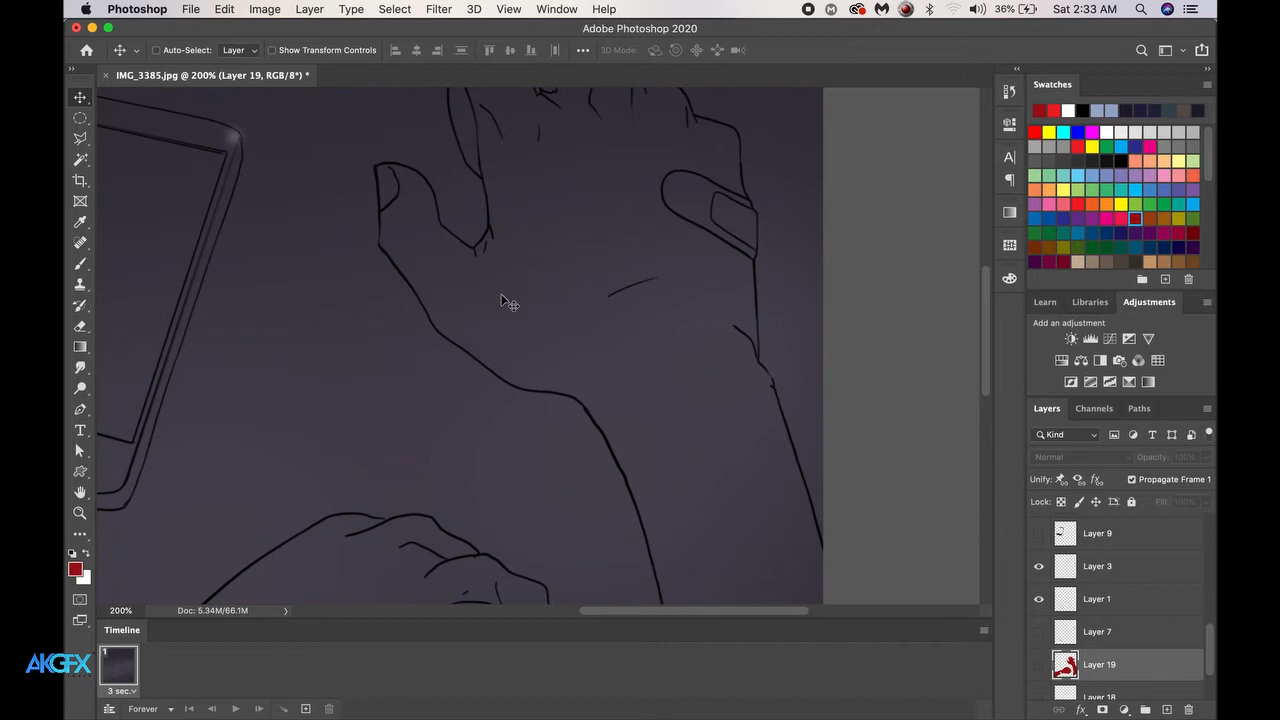 Photoshop File Edit Image Layer Type Select Filter 3D View Window Help 36% Sat 2:33 AM
Adobe Photoshop 2020
Auto-Select: Layer Show Transform Controls 3D Mode:
IMG_3385.jpg @ 200% (Layer 19, RGB/8*) *
Swatches
Learn Libraries Adjustments
Add an adjustment
Layers Channels Paths
Kind
Normal Opacity: 100%
Unify: Propagate Frame 1
Lock: Fill: 100%
Layer 9
Layer 3
Layer 1
Layer 7
Layer 19
Layer 18
200% Doc: 5.34M/66.1M
Timeline
1
3 sec.
Forever
AKGFX